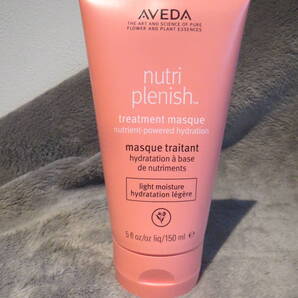 AVEDA
THE ART AND SCIENCE OF PURE
FLOWER AND PLANT ESSENCES
nutri
plenish™
treatment masque
nutrient-powered hydration
masque traitant
hydratation à base
de nutriments
light moisture
hydratation légère
5 fl oz/oz liq/150 ml e